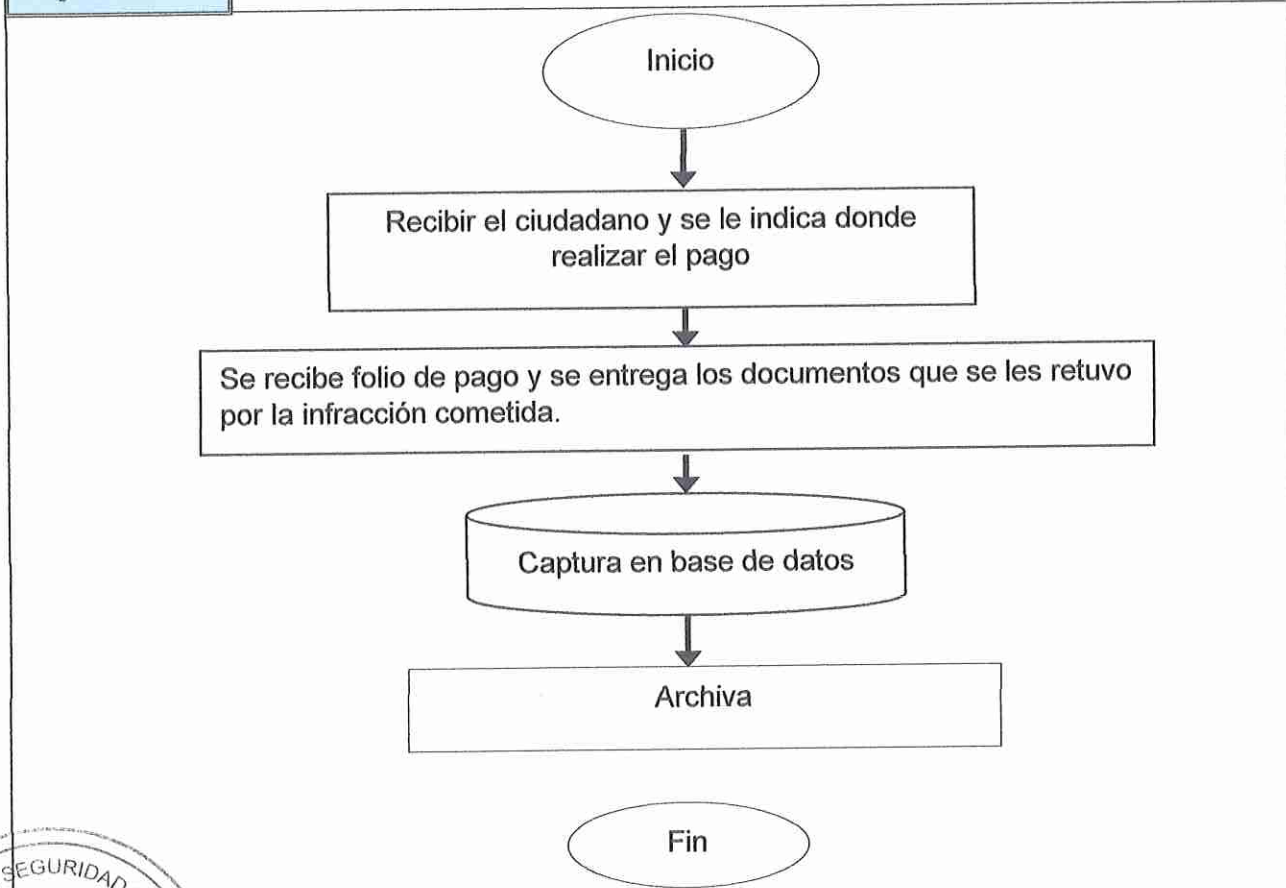 Inicio
Recibir el ciudadano y se le indica donde
realizar el pago
Se recibe folio de pago y se entrega los documentos que se les retuvo
por la infracción cometida.
Captura en base de datos
Archiva
Fin
SEGURIDAD